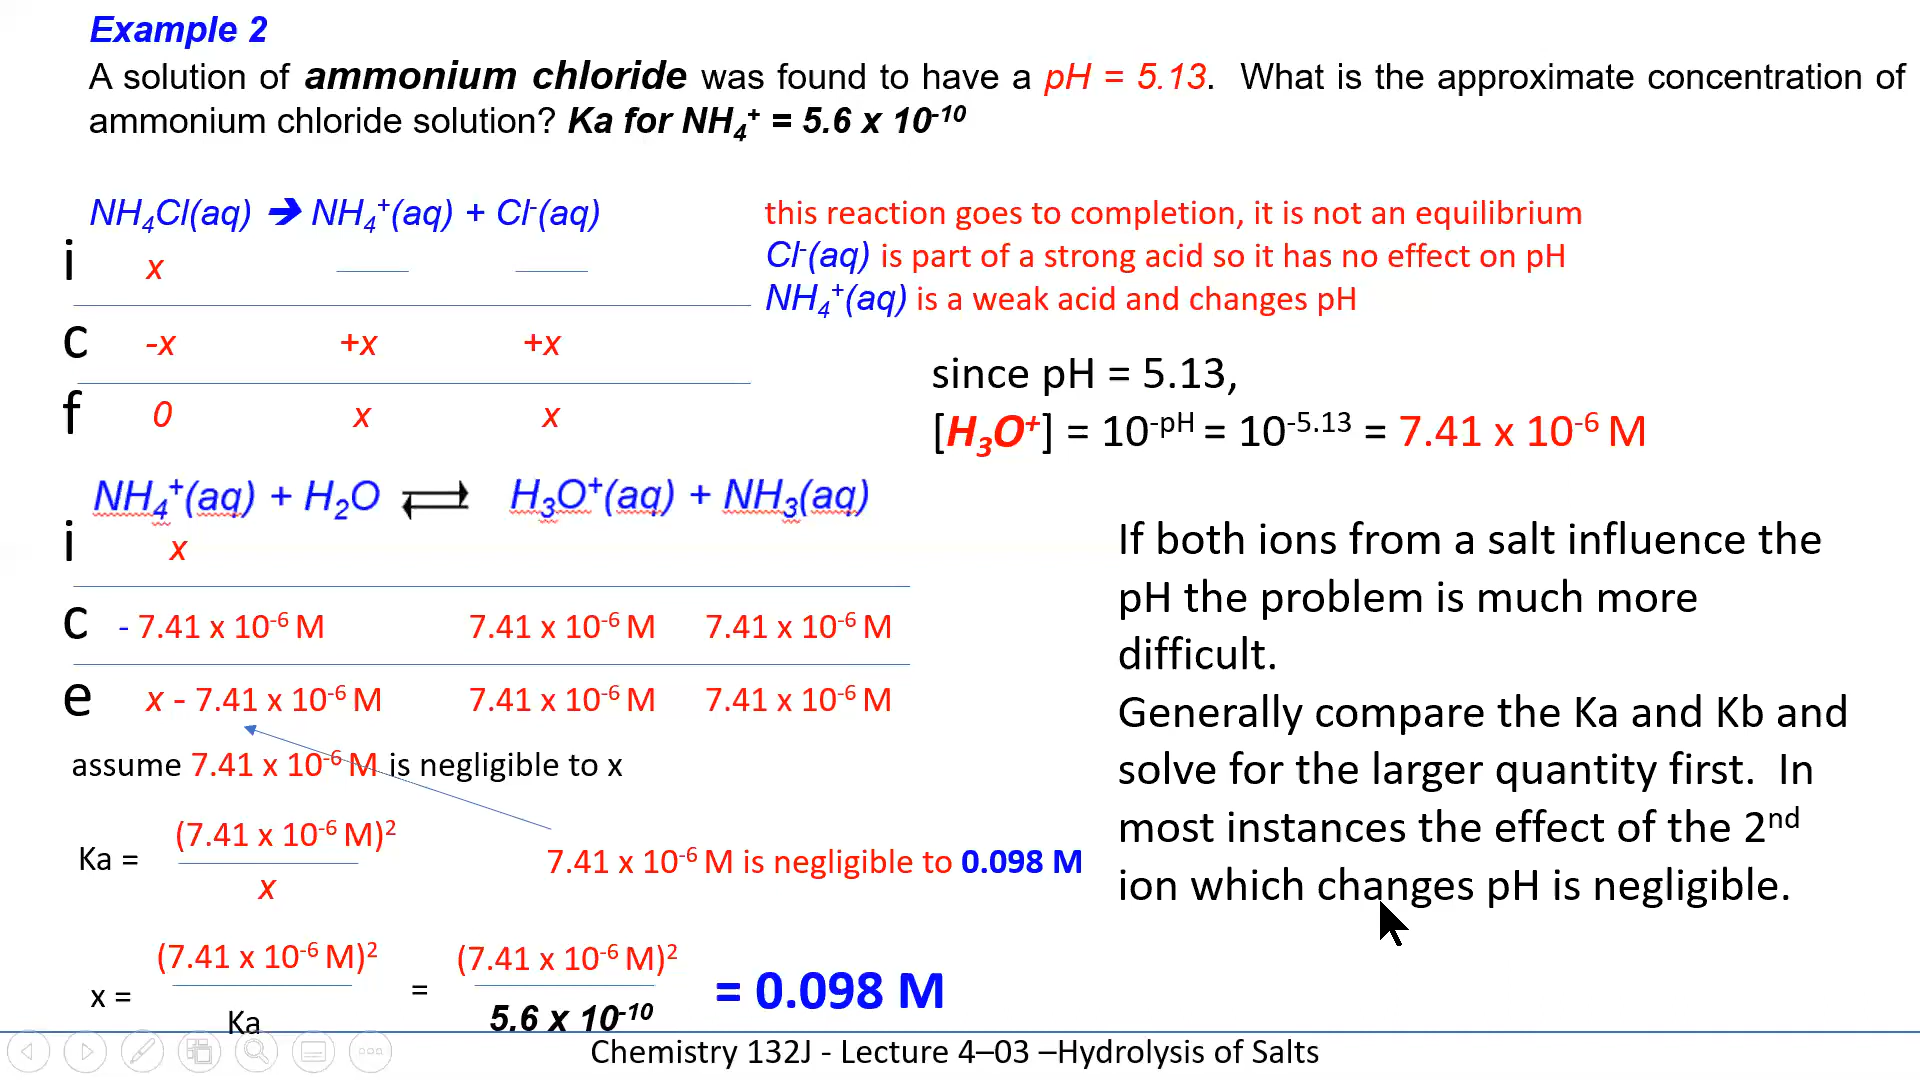 Example 2
A solution of ammonium chloride was found to have a pH = 5.13. What is the approximate concentration of
ammonium chloride solution? Ka for NH₄⁺ = 5.6 x 10⁻¹⁰
NH₄Cl(aq) ➔ NH₄⁺(aq) + Cl⁻(aq)
i x ____ ____
c -x +x +x
f 0 x x
this reaction goes to completion, it is not an equilibrium
Cl⁻(aq) is part of a strong acid so it has no effect on pH
NH₄⁺(aq) is a weak acid and changes pH
since pH = 5.13,
[H₃O⁺] = 10⁻ᵖᴴ = 10⁻⁵·¹³ = 7.41 x 10⁻⁶ M
NH₄⁺(aq) + H₂O ⇌ H₃O⁺(aq) + NH₃(aq)
i x
c - 7.41 x 10⁻⁶ M 7.41 x 10⁻⁶ M 7.41 x 10⁻⁶ M
e x - 7.41 x 10⁻⁶ M 7.41 x 10⁻⁶ M 7.41 x 10⁻⁶ M
assume 7.41 x 10⁻⁶ M is negligible to x
Ka = (7.41 x 10⁻⁶ M)²
x
7.41 x 10⁻⁶ M is negligible to 0.098 M
x = (7.41 x 10⁻⁶ M)² = (7.41 x 10⁻⁶ M)² = 0.098 M
Ka 5.6 x 10⁻¹⁰
If both ions from a salt influence the
pH the problem is much more
difficult.
Generally compare the Ka and Kb and
solve for the larger quantity first. In
most instances the effect of the 2ⁿᵈ
ion which changes pH is negligible.
Chemistry 132J - Lecture 4–03 –Hydrolysis of Salts